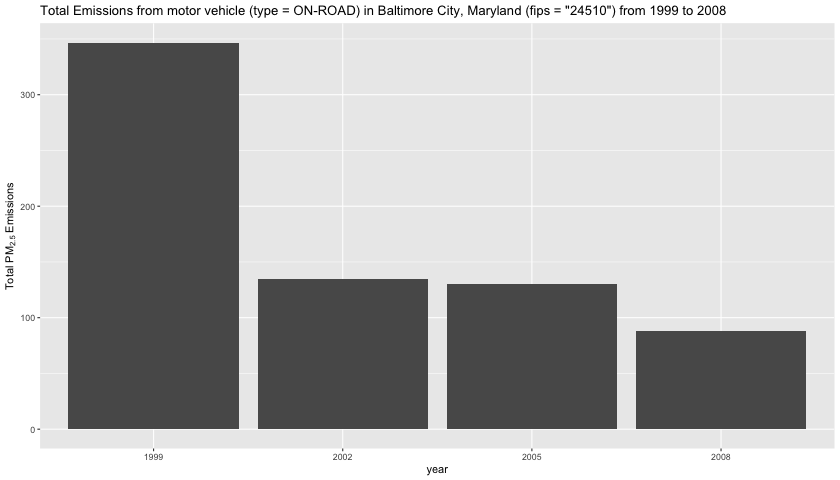 Total Emissions from motor vehicle (type = ON-ROAD) in Baltimore City, Maryland (fips = "24510") from 1999 to 2008
Total PM2.5 Emissions
300
200
100
0
1999 2002 2005 2008
year